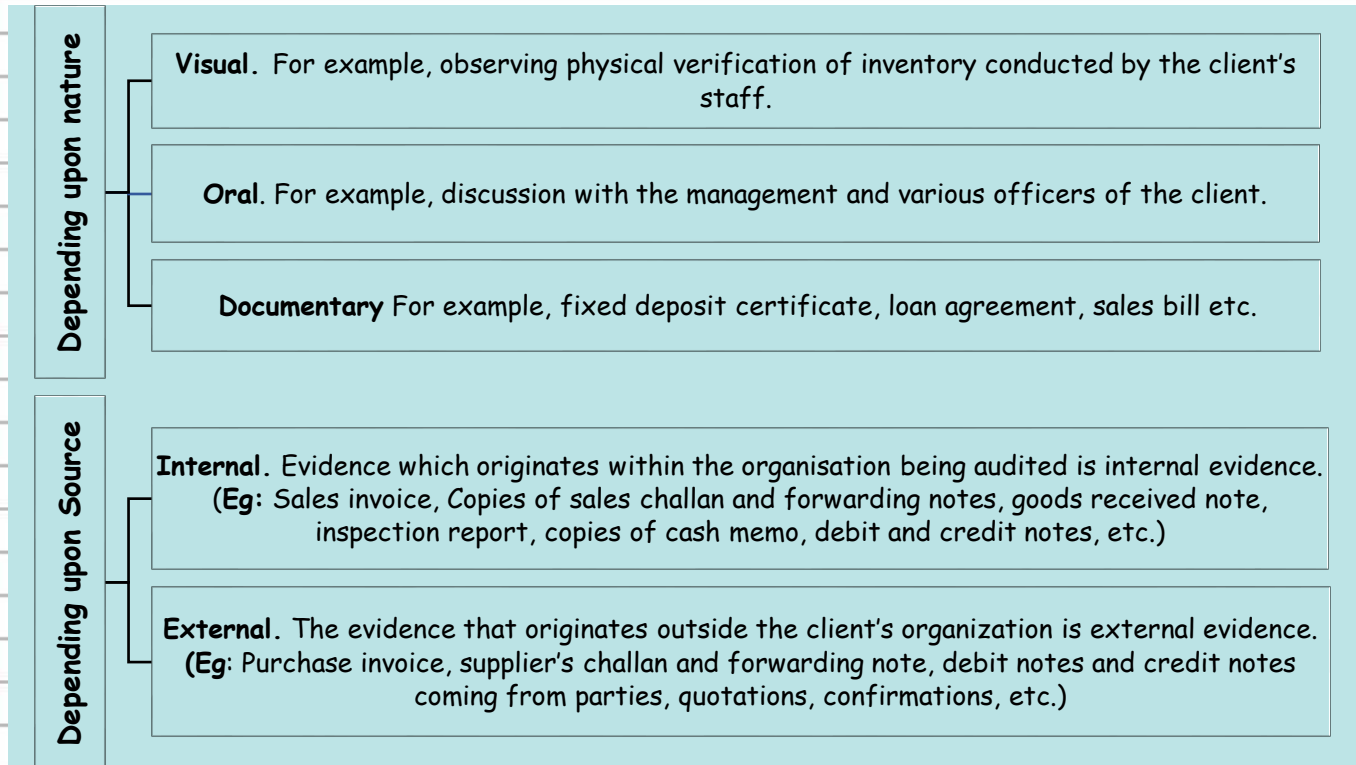 Depending upon nature
Visual. For example, observing physical verification of inventory conducted by the client's
staff.
Oral. For example, discussion with the management and various officers of the client.
Documentary For example, fixed deposit certificate, loan agreement, sales bill etc.
Depending upon Source
Internal. Evidence which originates within the organisation being audited is internal evidence.
(Eg: Sales invoice, Copies of sales challan and forwarding notes, goods received note,
inspection report, copies of cash memo, debit and credit notes, etc.)
External. The evidence that originates outside the client's organization is external evidence.
(Eg: Purchase invoice, supplier's challan and forwarding note, debit notes and credit notes
coming from parties, quotations, confirmations, etc.)